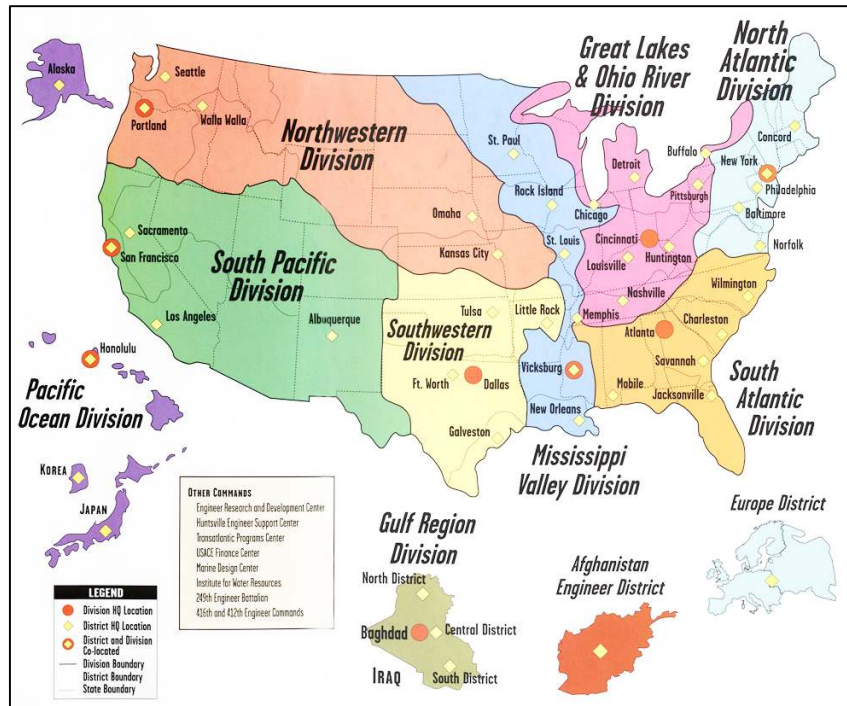 Alaska
Seattle
Portland
Walla Walla
Northwestern
Division
Omaha
Kansas City
Great Lakes
& Ohio River
Division
St. Paul
Rock Island
Chicago
Detroit
Buffalo
Pittsburgh
Cincinnati
Huntington
Louisville
Nashville
North
Atlantic
Division
Concord
New York
Philadelphia
Baltimore
Norfolk
Sacramento
San Francisco
South Pacific
Division
Los Angeles
Albuquerque
St. Louis
Memphis
Vicksburg
New Orleans
Mississippi
Valley Division
Tulsa
Little Rock
Southwestern
Division
Ft. Worth
Dallas
Galveston
Wilmington
Atlanta
Charleston
Savannah
Mobile
Jacksonville
South
Atlantic
Division
Honolulu
Pacific
Ocean Division
Korea
Japan
Other Commands
Engineer Research and Development Center
Huntsville Engineer Support Center
Transatlantic Programs Center
USACE Finance Center
Marine Design Center
Institute for Water Resources
249th Engineer Battalion
416th and 412th Engineer Commands
Gulf Region
Division
North District
Baghdad
Central District
Iraq
South District
Afghanistan
Engineer District
Europe District
LEGEND
Division HQ Location
District HQ Location
District and Division
Co-located
Division Boundary
District Boundary
State Boundary